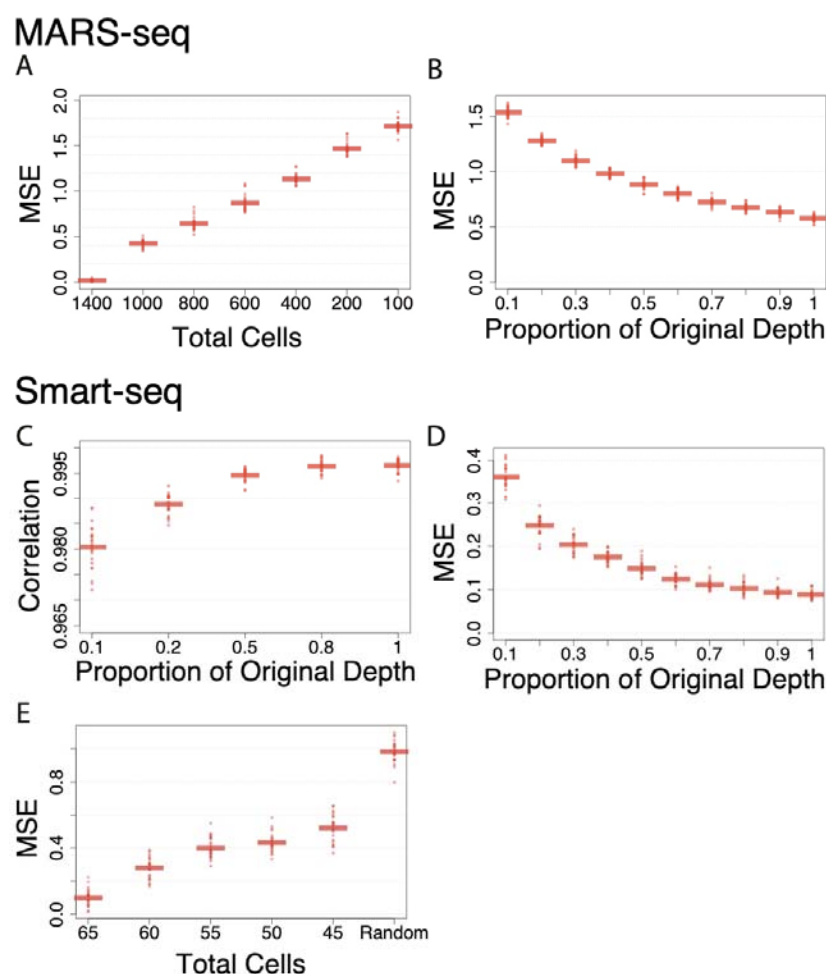 MARS-seq
A
MSE
0.0 0.5 1.0 1.5 2.0
1400 1000 800 600 400 200 100
Total Cells
B
MSE
0.0 0.5 1.0 1.5
0.1 0.3 0.5 0.7 0.9 1
Proportion of Original Depth
Smart-seq
C
Correlation
0.965 0.980 0.995
0.1 0.2 0.5 0.8 1
Proportion of Original Depth
D
MSE
0.0 0.1 0.2 0.3 0.4
0.1 0.3 0.5 0.7 0.9 1
Proportion of Original Depth
E
MSE
0.0 0.4 0.8
65 60 55 50 45 Random
Total Cells